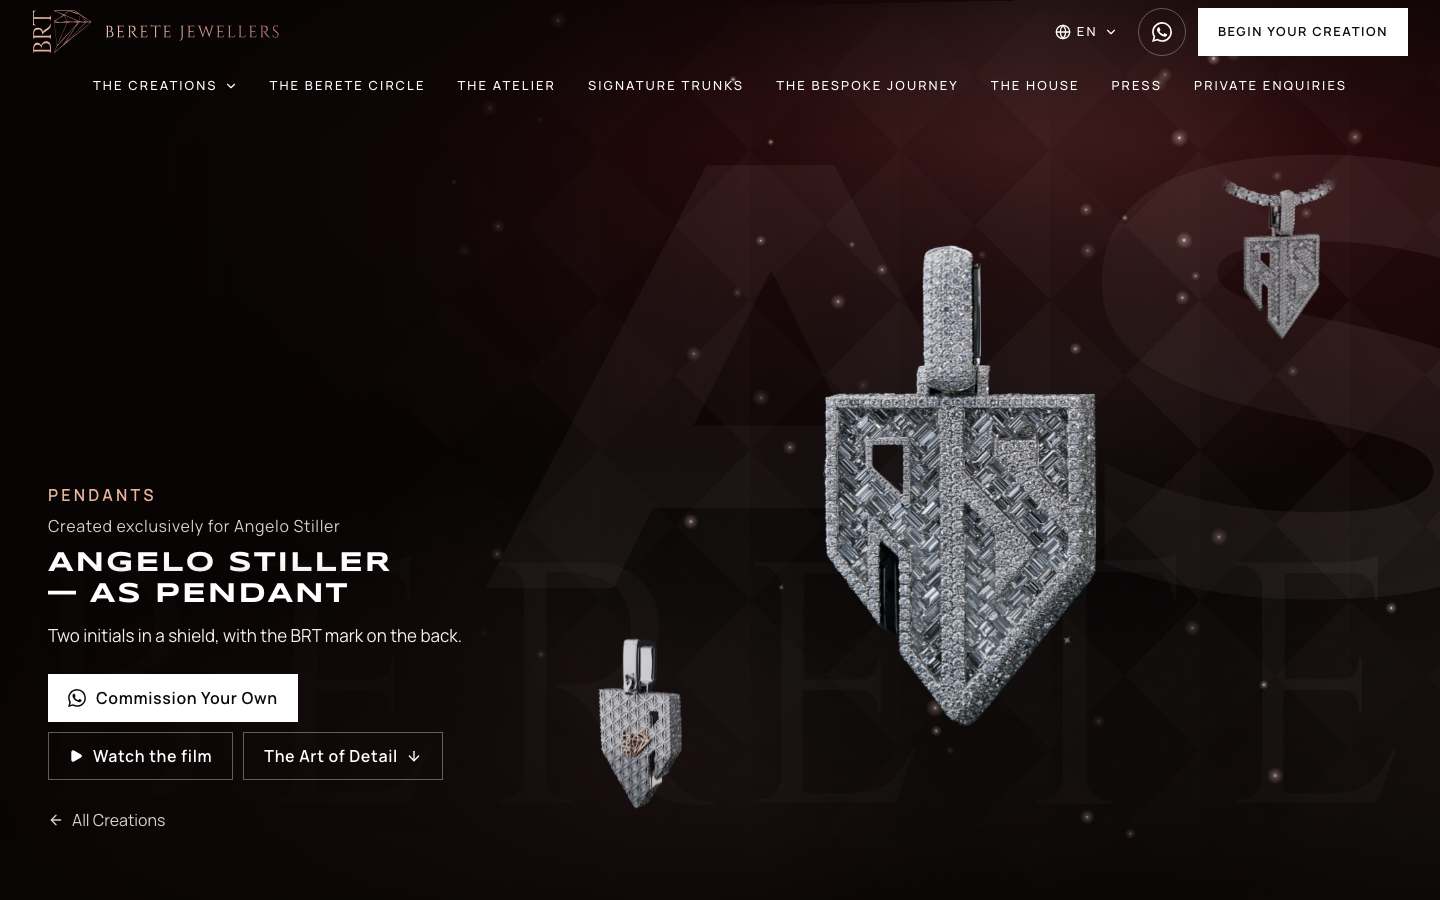 BRT BERETE JEWELLERS
EN
BEGIN YOUR CREATION
THE CREATIONS
THE BERETE CIRCLE
THE ATELIER
SIGNATURE TRUNKS
THE BESPOKE JOURNEY
THE HOUSE
PRESS
PRIVATE ENQUIRIES
AS
PENDANTS
Created exclusively for Angelo Stiller
ANGELO STILLER
— AS PENDANT
Two initials in a shield, with the BRT mark on the back.
Commission Your Own
Watch the film
The Art of Detail
All Creations
BERETE